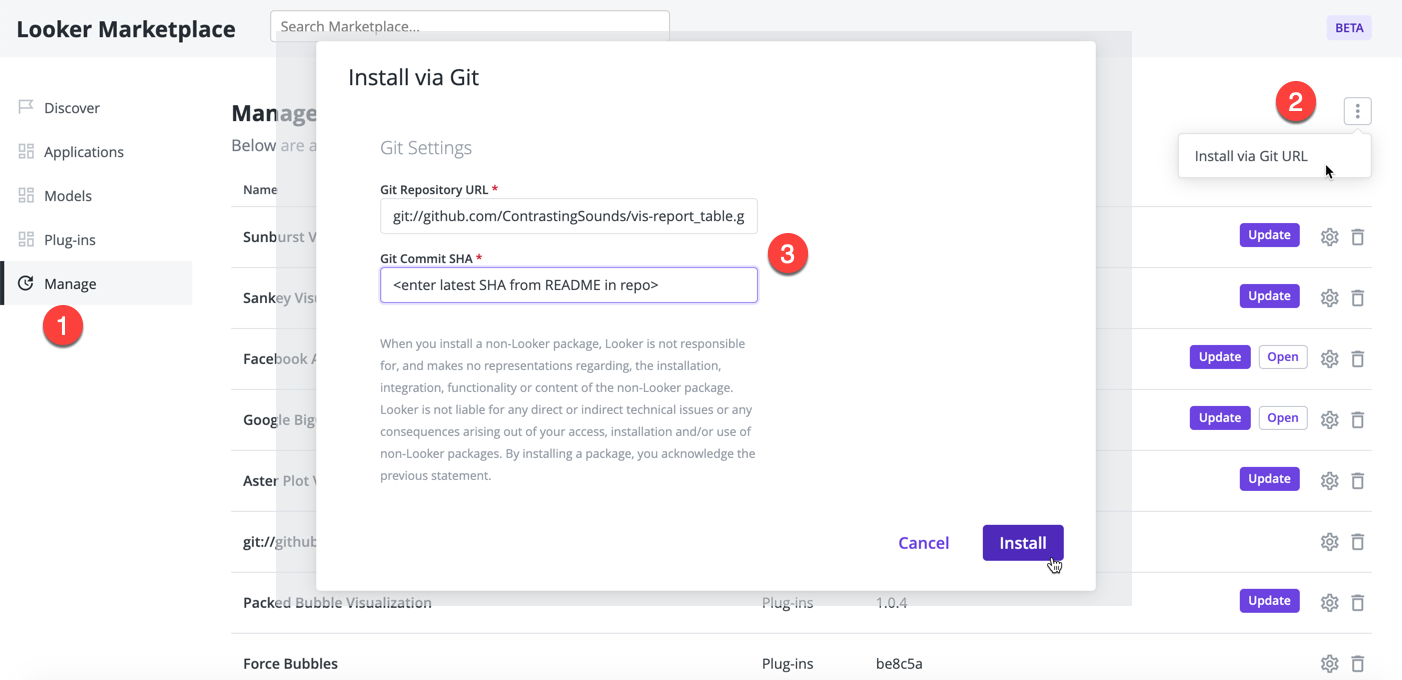 Looker Marketplace
Search Marketplace...
BETA
Discover
Applications
Models
Plug-ins
Manage
1
2
Install via Git URL
Manage
Below are a
Name
Sunburst V
Update
Sankey Vis
Update
Facebook A
Update
Open
Google Big
Update
Open
Aster Plot V
Update
git://github
Packed Bubble Visualization
Plug-ins
1.0.4
Update
Force Bubbles
Plug-ins
be8c5a
Install via Git
Git Settings
Git Repository URL *
git://github.com/ContrastingSounds/vis-report_table.g
Git Commit SHA *
<enter latest SHA from README in repo>
3
When you install a non-Looker package, Looker is not responsible
for, and makes no representations regarding, the installation,
integration, functionality or content of the non-Looker package.
Looker is not liable for any direct or indirect technical issues or any
consequences arising out of your access, installation and/or use of
non-Looker packages. By installing a package, you acknowledge the
previous statement.
Cancel
Install